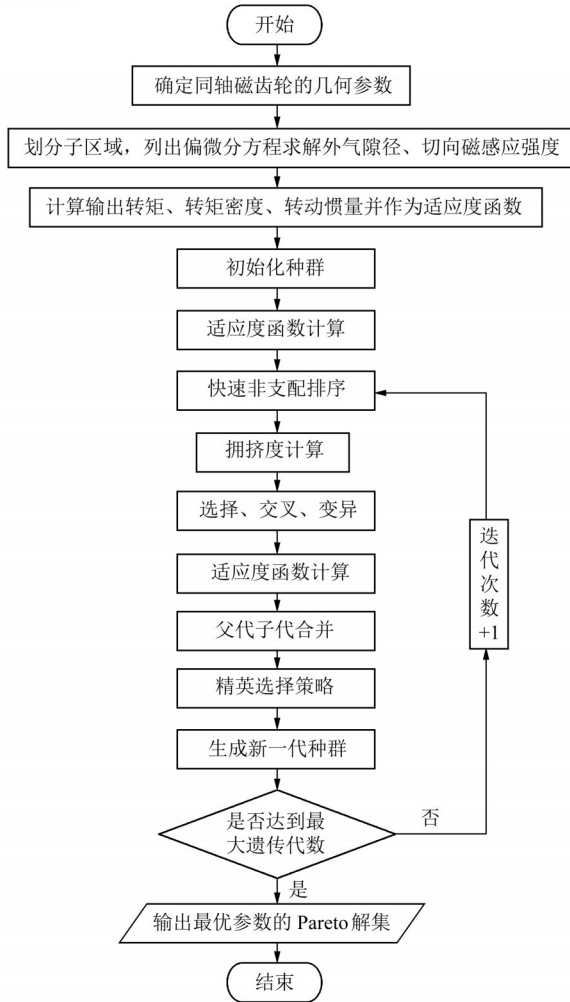 开始
确定同轴磁齿轮的几何参数
划分子区域，列出偏微分方程求解外气隙径、切向磁感应强度
计算输出转矩、转矩密度、转动惯量并作为适应度函数
初始化种群
适应度函数计算
快速非支配排序
拥挤度计算
选择、交叉、变异
适应度函数计算
父代子代合并
精英选择策略
生成新一代种群
是否达到最
大遗传代数
否
迭
代
次
数
+1
是
输出最优参数的 Pareto 解集
结束